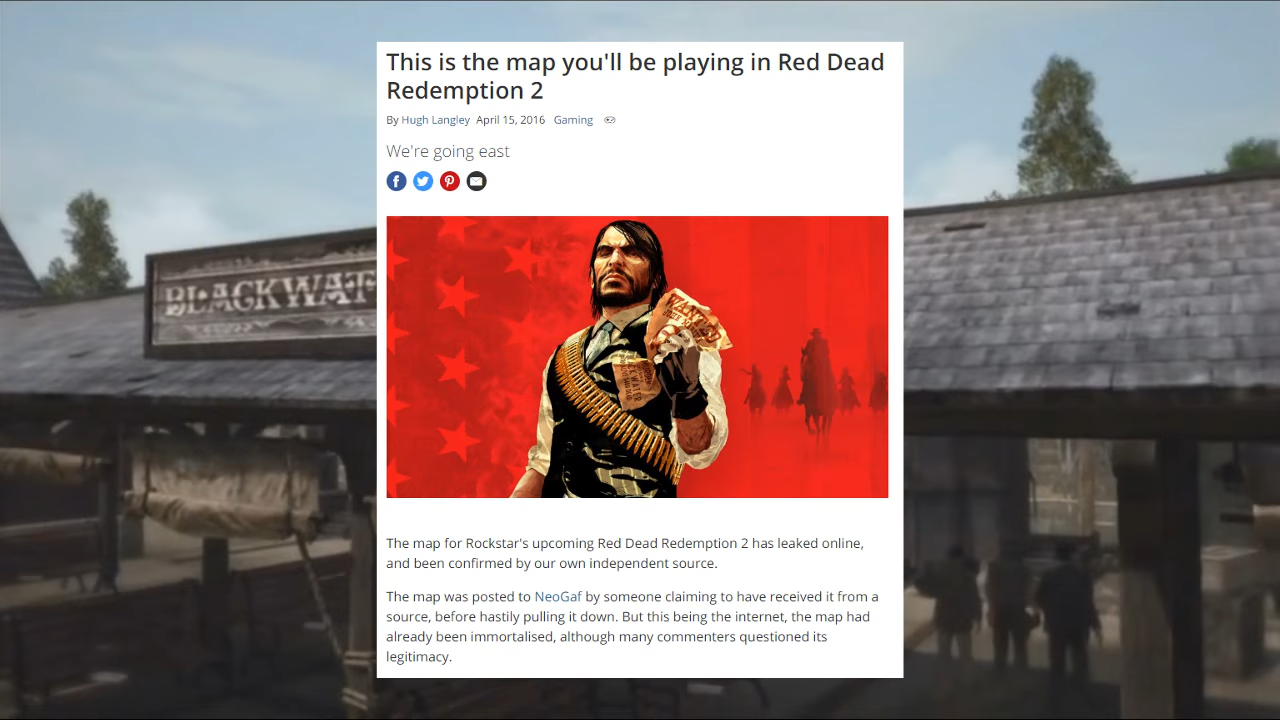 This is the map you'll be playing in Red Dead
Redemption 2
By Hugh Langley April 15, 2016 Gaming
We're going east
BLACKWAT
WANTED
The map for Rockstar's upcoming Red Dead Redemption 2 has leaked online,
and been confirmed by our own independent source.
The map was posted to NeoGaf by someone claiming to have received it from a
source, before hastily pulling it down. But this being the internet, the map had
already been immortalised, although many commenters questioned its
legitimacy.